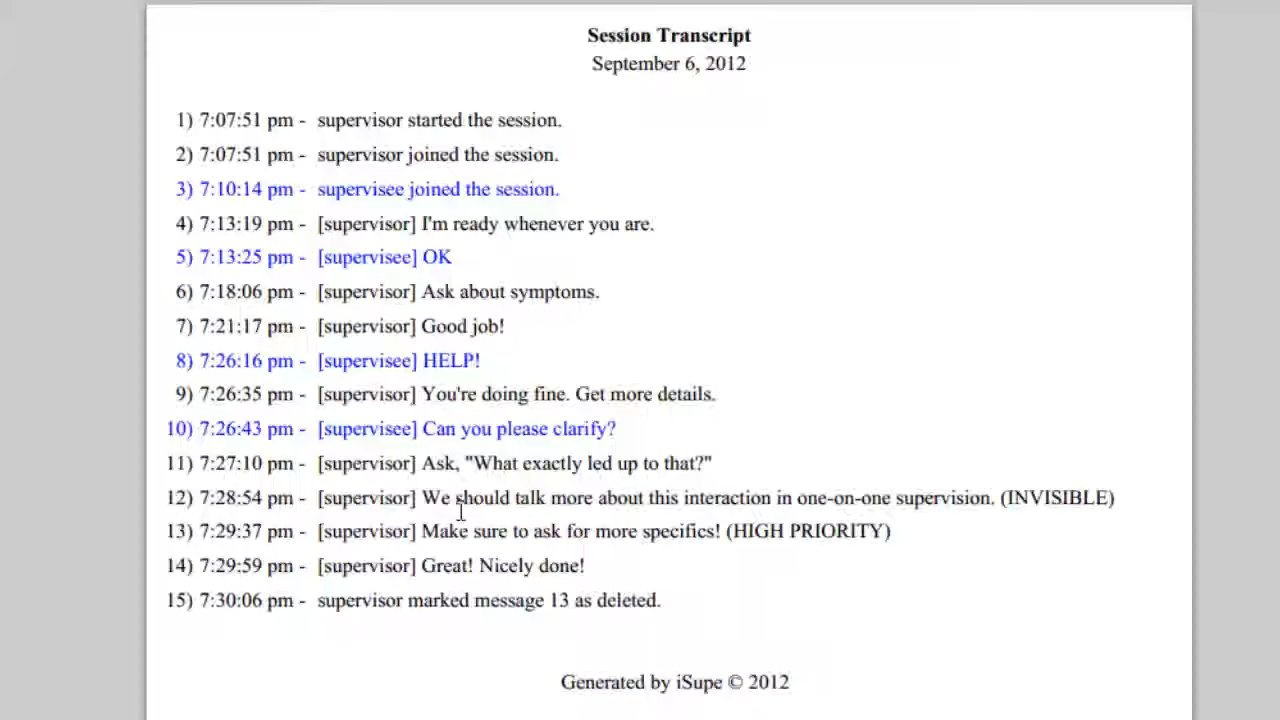 Session Transcript
September 6, 2012
1) 7:07:51 pm - supervisor started the session.
2) 7:07:51 pm - supervisor joined the session.
3) 7:10:14 pm - supervisee joined the session.
4) 7:13:19 pm - [supervisor] I'm ready whenever you are.
5) 7:13:25 pm - [supervisee] OK
6) 7:18:06 pm - [supervisor] Ask about symptoms.
7) 7:21:17 pm - [supervisor] Good job!
8) 7:26:16 pm - [supervisee] HELP!
9) 7:26:35 pm - [supervisor] You're doing fine. Get more details.
10) 7:26:43 pm - [supervisee] Can you please clarify?
11) 7:27:10 pm - [supervisor] Ask, "What exactly led up to that?"
12) 7:28:54 pm - [supervisor] We should talk more about this interaction in one-on-one supervision. (INVISIBLE)
13) 7:29:37 pm - [supervisor] Make sure to ask for more specifics! (HIGH PRIORITY)
14) 7:29:59 pm - [supervisor] Great! Nicely done!
15) 7:30:06 pm - supervisor marked message 13 as deleted.
Generated by iSupe © 2012